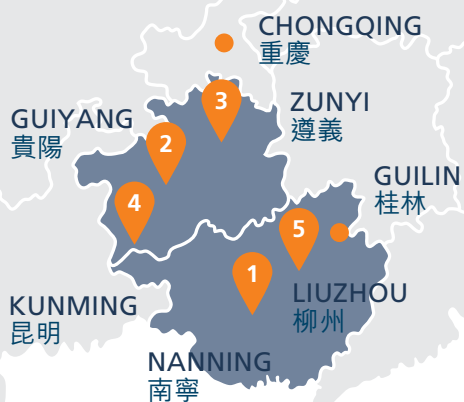 CHONGQING
重慶
3
ZUNYI
遵義
GUIYANG
貴陽
2
GUILIN
桂林
4
5
1
LIUZHOU
柳州
KUNMING
昆明
NANNING
南寧